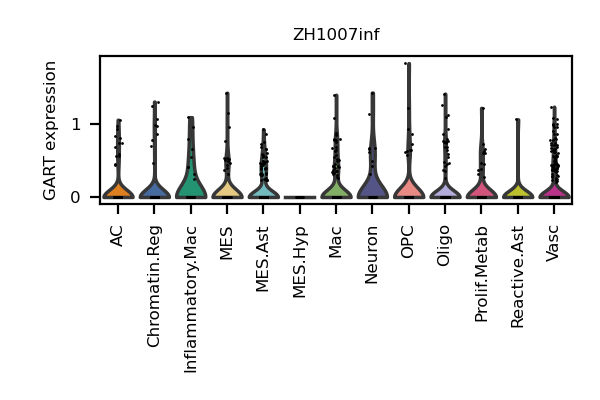 ZH1007inf
GART expression
1
0
AC
Chromatin.Reg
Inflammatory.Mac
MES
MES.Ast
MES.Hyp
Mac
Neuron
OPC
Oligo
Prolif.Metab
Reactive.Ast
Vasc